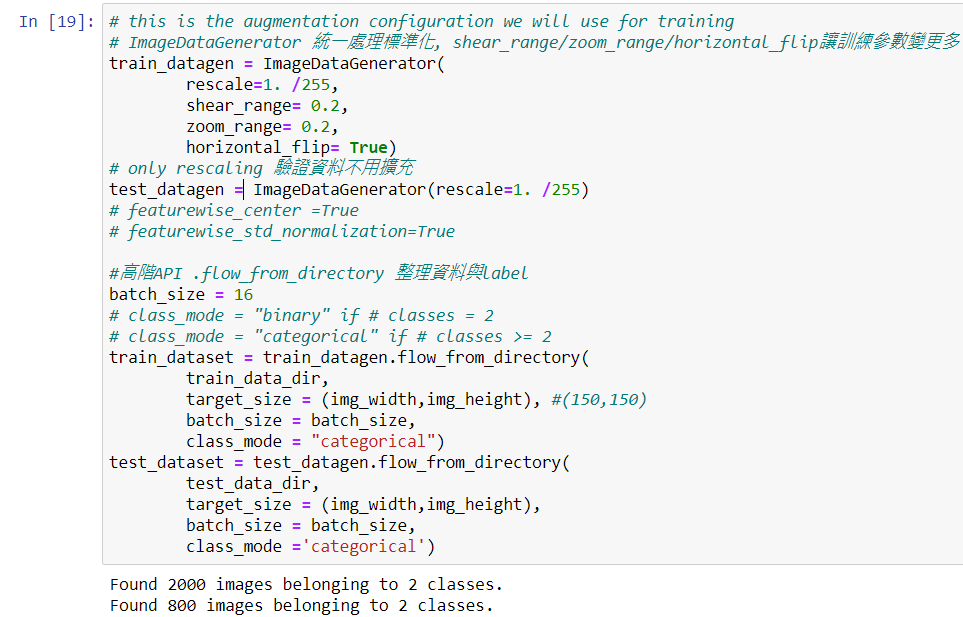 In [19]: # this is the augmentation configuration we will use for training
# ImageDataGenerator 統一處理標準化, shear_range/zoom_range/horizontal_flip讓訓練參數變更多
train_datagen = ImageDataGenerator(
rescale=1. /255,
shear_range= 0.2,
zoom_range= 0.2,
horizontal_flip= True)
# only rescaling 驗證資料不用擴充
test_datagen = ImageDataGenerator(rescale=1. /255)
# featurewise_center =True
# featurewise_std_normalization=True
#高階API .flow_from_directory 整理資料與label
batch_size = 16
# class_mode = "binary" if # classes = 2
# class_mode = "categorical" if # classes >= 2
train_dataset = train_datagen.flow_from_directory(
train_data_dir,
target_size = (img_width,img_height), #(150,150)
batch_size = batch_size,
class_mode = "categorical")
test_dataset = test_datagen.flow_from_directory(
test_data_dir,
target_size = (img_width,img_height),
batch_size = batch_size,
class_mode ='categorical')
Found 2000 images belonging to 2 classes.
Found 800 images belonging to 2 classes.